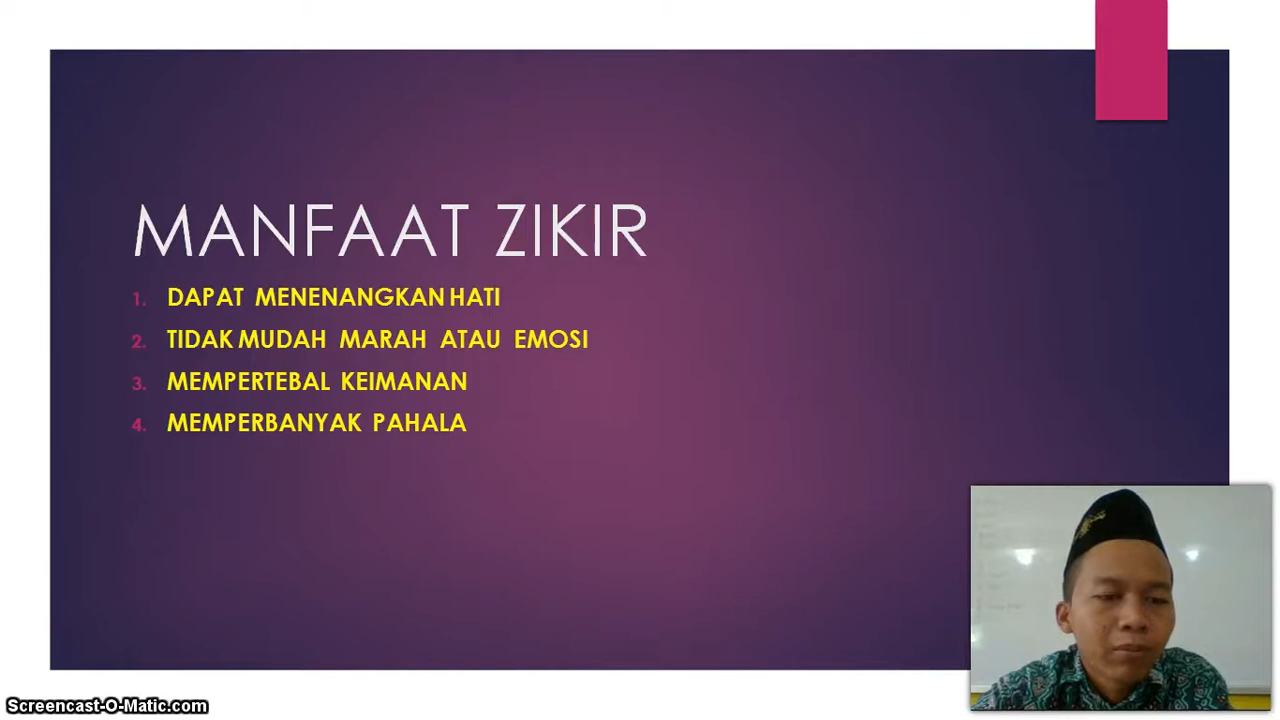 MANFAAT ZIKIR
1. DAPAT MENENANGKAN HATI
2. TIDAK MUDAH MARAH ATAU EMOSI
3. MEMPERTEBAL KEIMANAN
4. MEMPERBANYAK PAHALA
Screencast-O-Matic.com